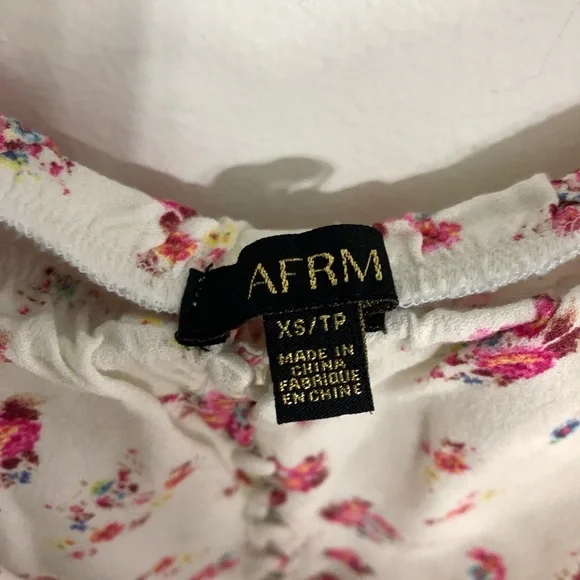 AFRM
XS/TP
MADE IN
CHINA
FABRIQUE
EN CHINE